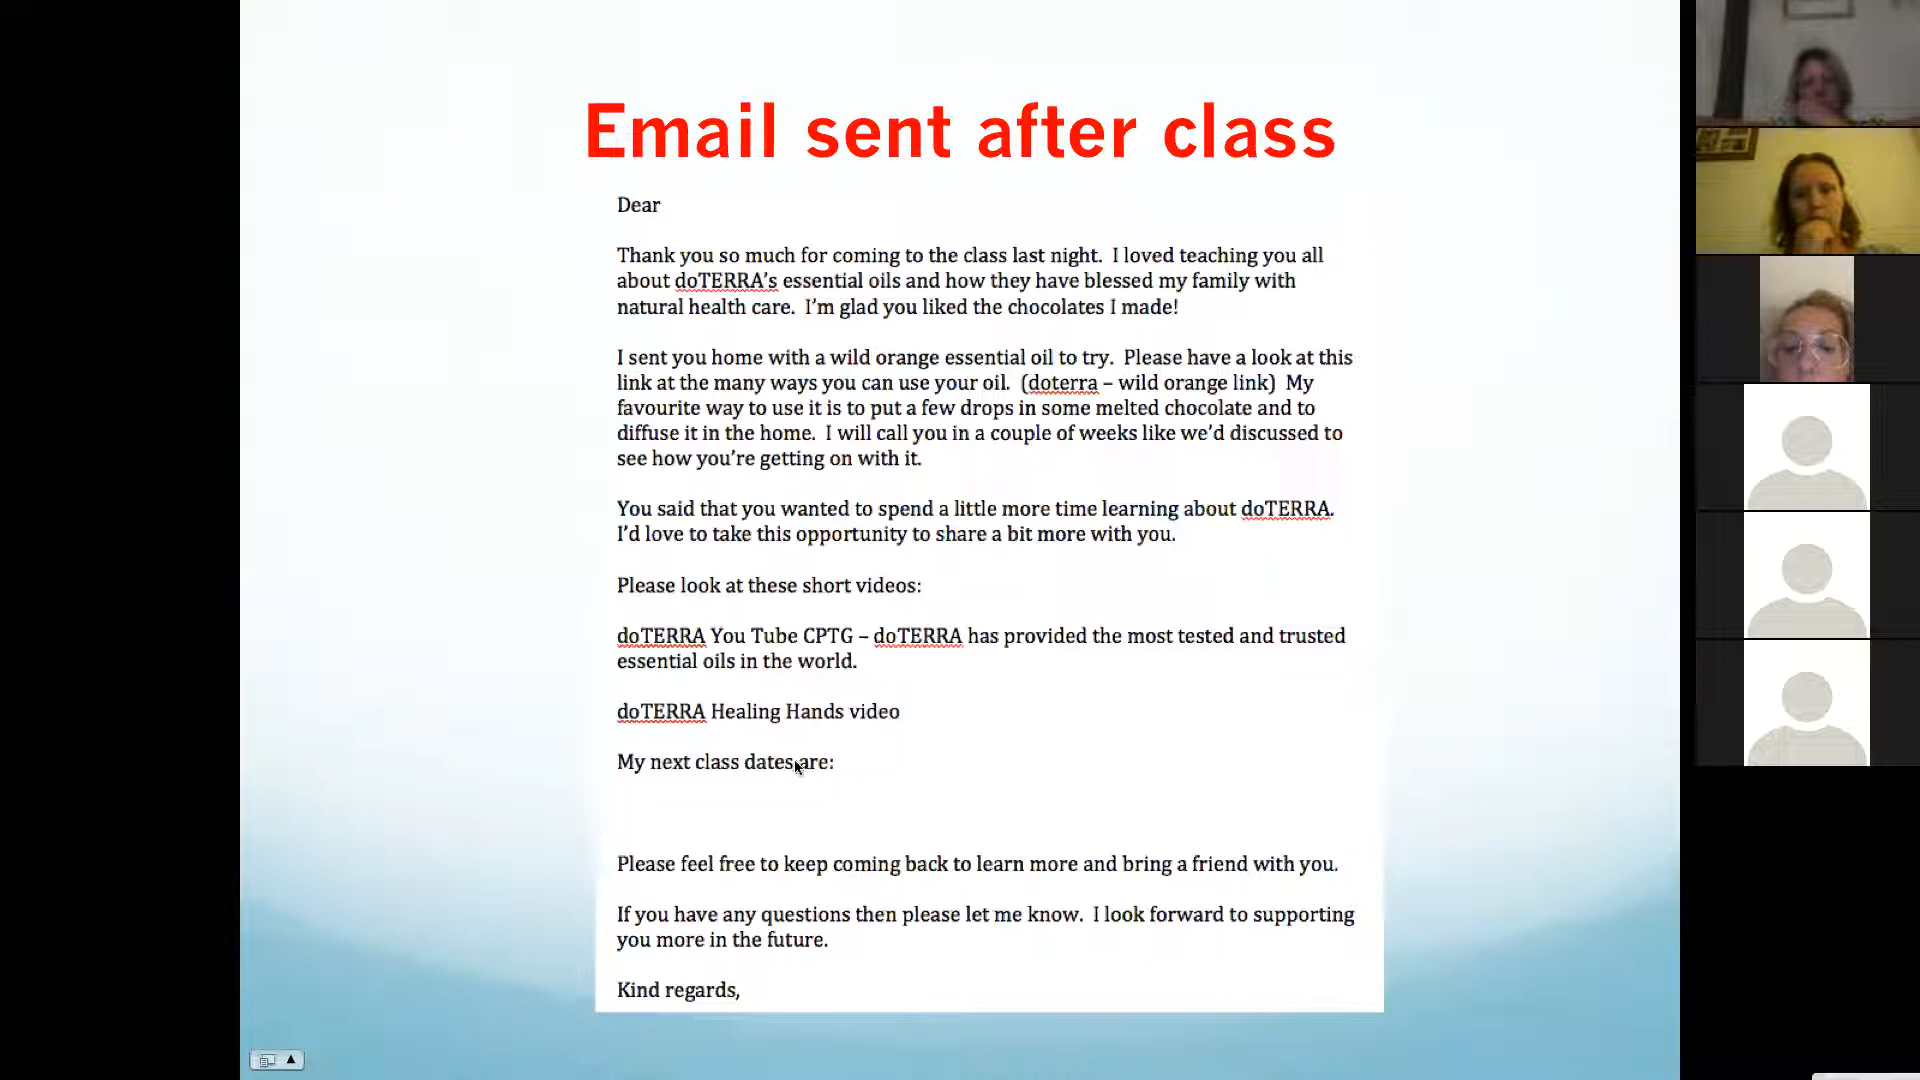 Email sent after class
Dear
Thank you so much for coming to the class last night. I loved teaching you all
about doTERRA's essential oils and how they have blessed my family with
natural health care. I'm glad you liked the chocolates I made!
I sent you home with a wild orange essential oil to try. Please have a look at this
link at the many ways you can use your oil. (doterra – wild orange link) My
favourite way to use it is to put a few drops in some melted chocolate and to
diffuse it in the home. I will call you in a couple of weeks like we'd discussed to
see how you're getting on with it.
You said that you wanted to spend a little more time learning about doTERRA.
I'd love to take this opportunity to share a bit more with you.
Please look at these short videos:
doTERRA You Tube CPTG – doTERRA has provided the most tested and trusted
essential oils in the world.
doTERRA Healing Hands video
My next class dates are:
Please feel free to keep coming back to learn more and bring a friend with you.
If you have any questions then please let me know. I look forward to supporting
you more in the future.
Kind regards,